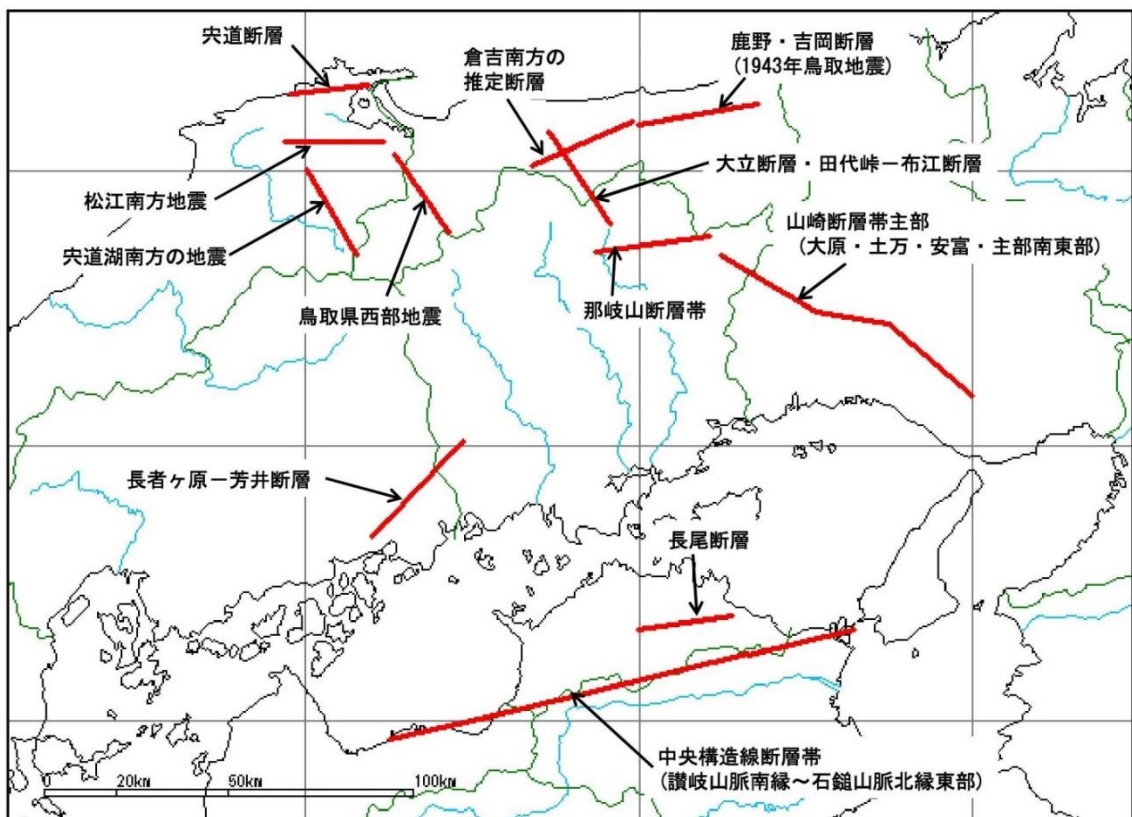 宍道断層
倉吉南方の
推定断層
鹿野・吉岡断層
(1943年鳥取地震)
大立断層・田代峠－布江断層
松江南方地震
宍道湖南方の地震
山崎断層帯主部
(大原・土万・安富・主部南東部)
鳥取県西部地震
那岐山断層帯
長者ヶ原－芳井断層
長尾断層
中央構造線断層帯
(讃岐山脈南縁～石鎚山脈北縁東部)
0 20km 50km 100km